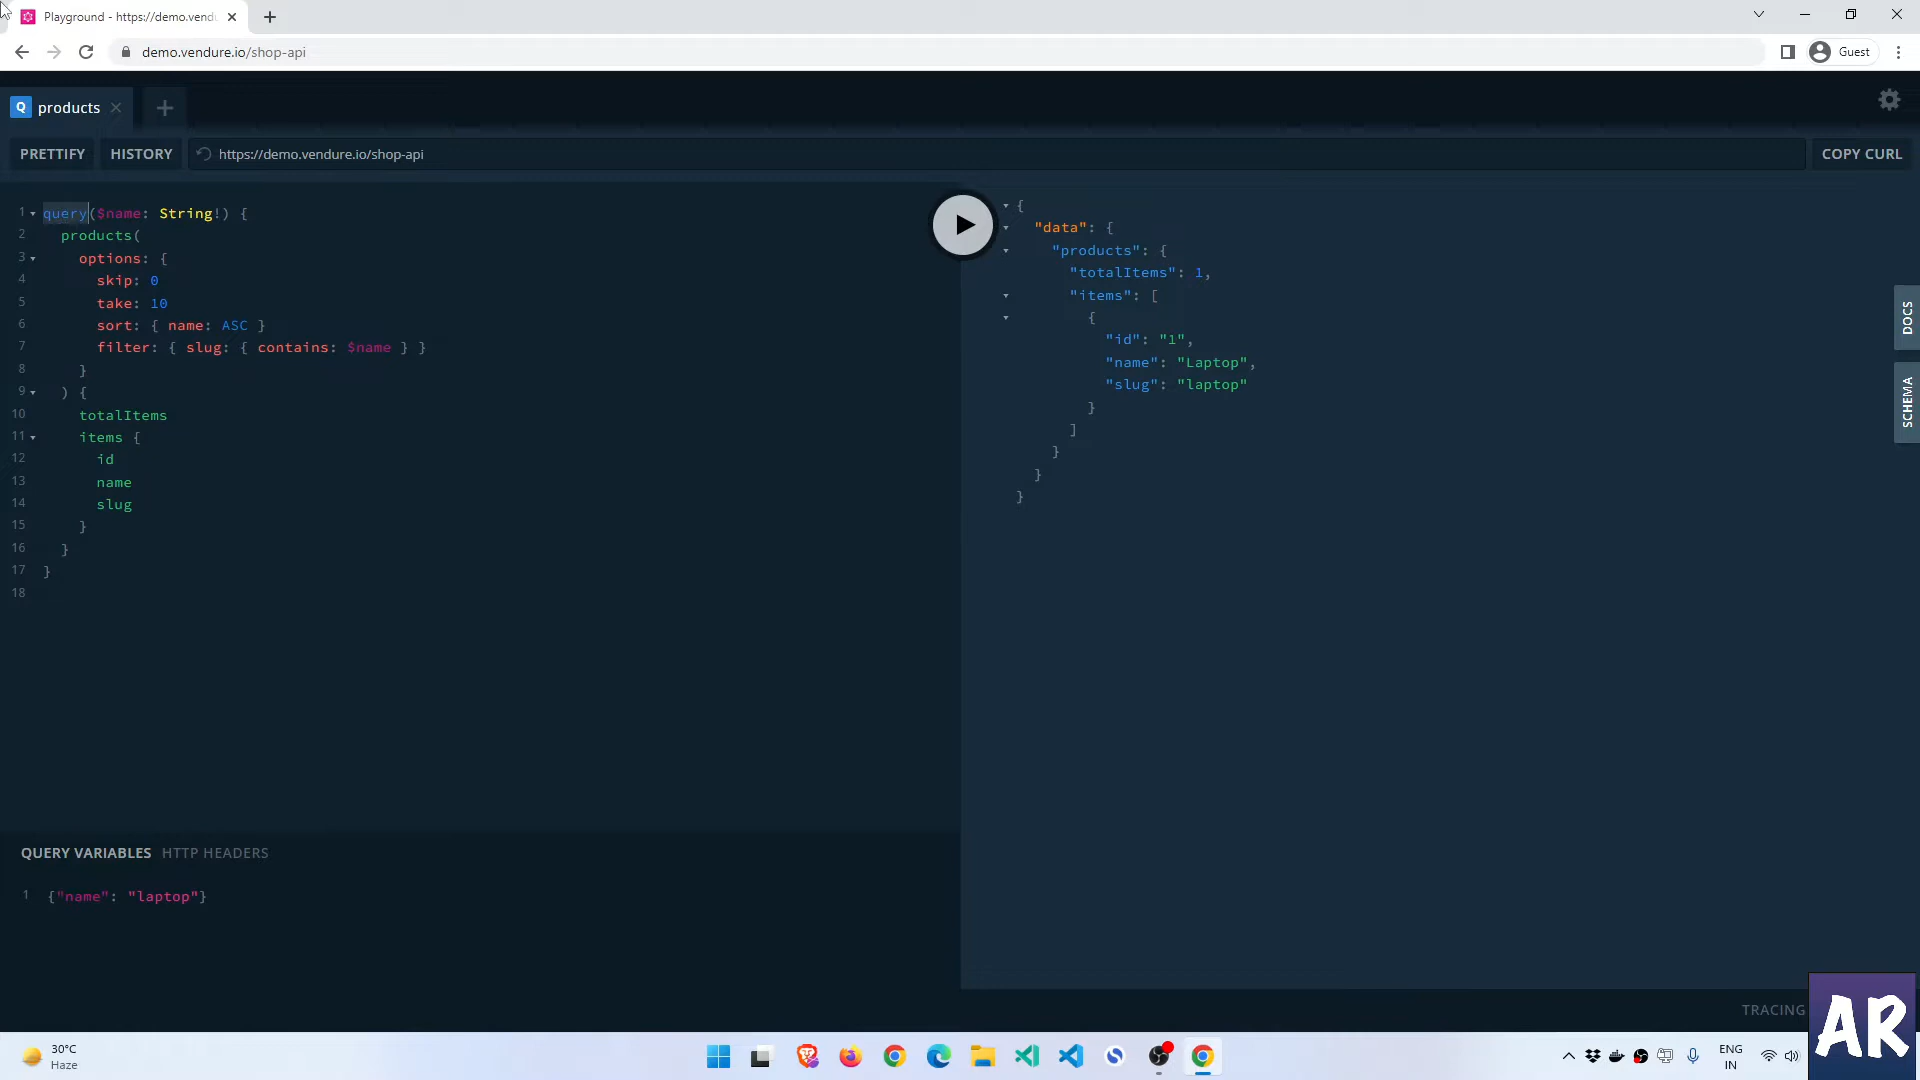 Playground - https://demo.vendu
demo.vendure.io/shop-api
Guest
Q products
PRETTIFY HISTORY https://demo.vendure.io/shop-api COPY CURL
1 query($name: String!) {
2 products(
3 options: {
4 skip: 0
5 take: 10
6 sort: { name: ASC }
7 filter: { slug: { contains: $name } }
8 }
9 ) {
10 totalItems
11 items {
12 id
13 name
14 slug
15 }
16 }
17 }
18
{
"data": {
"products": {
"totalItems": 1,
"items": [
{
"id": "1",
"name": "Laptop",
"slug": "laptop"
}
]
}
}
}
DOCS
SCHEMA
QUERY VARIABLES HTTP HEADERS
1 {"name": "laptop"}
TRACING
AR
30°C
Haze
ENG
IN